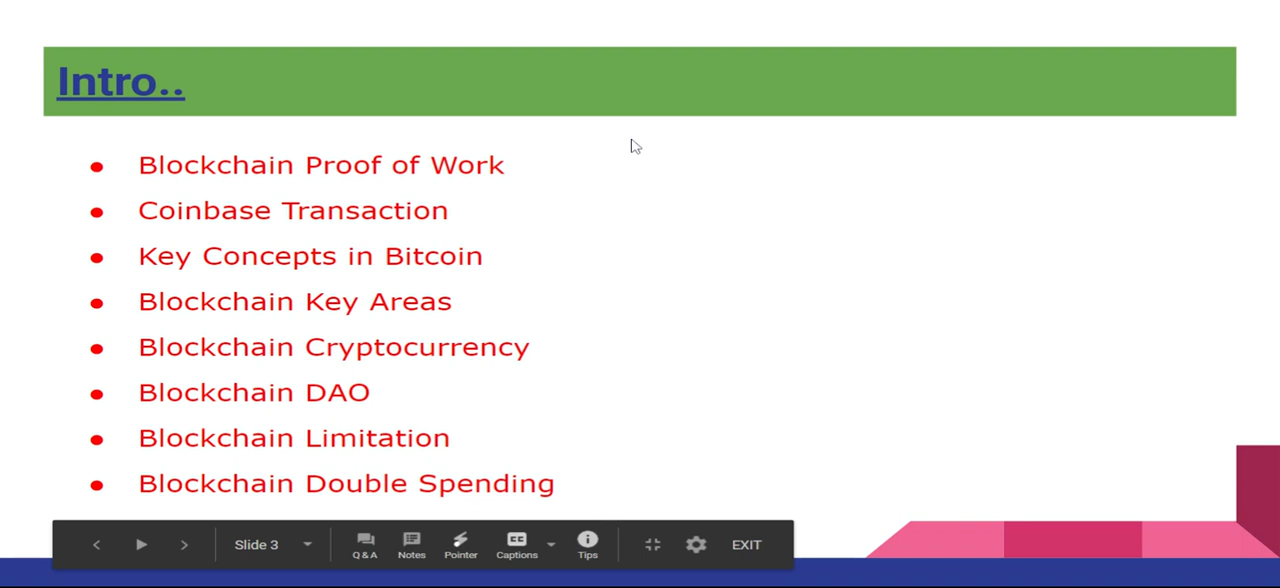 Intro..
Blockchain Proof of Work
Coinbase Transaction
Key Concepts in Bitcoin
Blockchain Key Areas
Blockchain Cryptocurrency
Blockchain DAO
Blockchain Limitation
Blockchain Double Spending
Slide 3 Q & A Notes Pointer CC Captions Tips EXIT